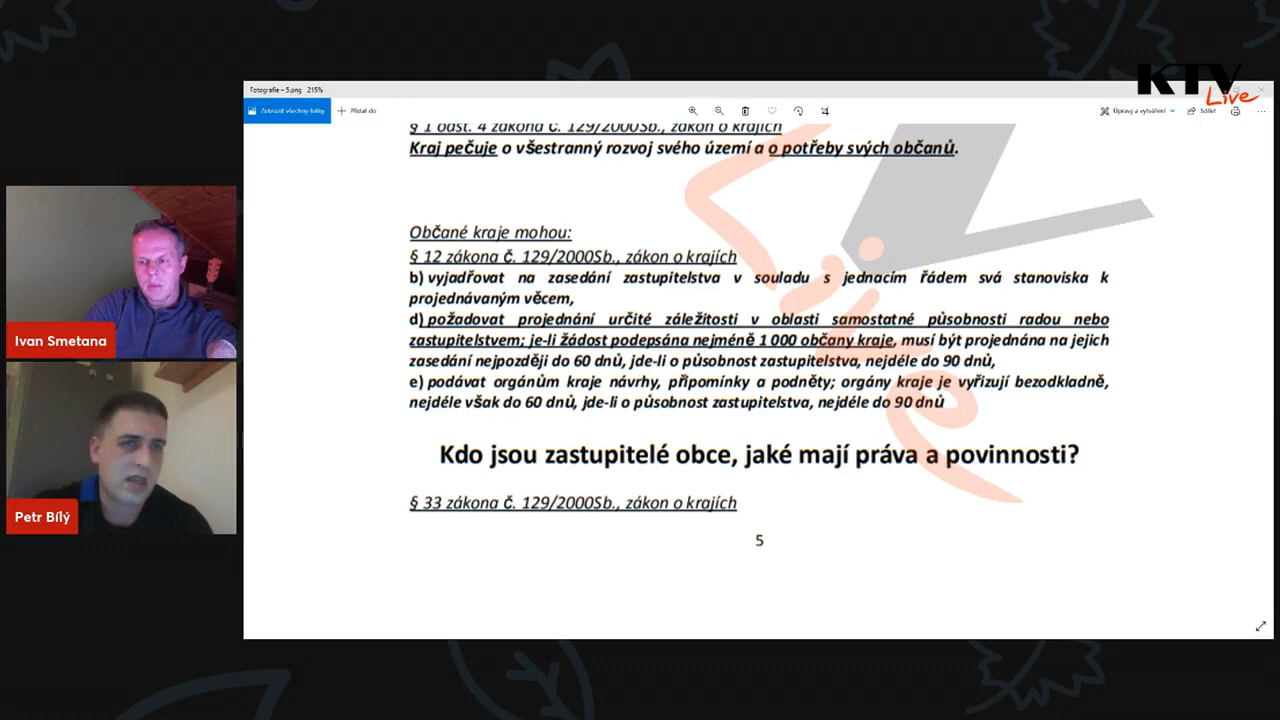 KTV
Live
Fotografie – 5.png 215%
Zobrazit všechny fotky
Přidat do
Úpravy a vytváření
Sdílet
§ 1 odst. 4 zákona č. 129/2000Sb., zákon o krajích
Kraj pečuje o všestranný rozvoj svého území a o potřeby svých občanů.
Občané kraje mohou:
§ 12 zákona č. 129/2000Sb., zákon o krajích
b) vyjadřovat na zasedání zastupitelstva v souladu s jednacím řádem svá stanoviska k
projednávaným věcem,
d) požadovat projednání určité záležitosti v oblasti samostatné působnosti radou nebo
zastupitelstvem; je-li žádost podepsána nejméně 1 000 občany kraje, musí být projednána na jejich
zasedání nejpozději do 60 dnů, jde-li o působnost zastupitelstva, nejdéle do 90 dnů,
e) podávat orgánům kraje návrhy, připomínky a podněty; orgány kraje je vyřizují bezodkladně,
nejdéle však do 60 dnů, jde-li o působnost zastupitelstva, nejdéle do 90 dnů
Kdo jsou zastupitelé obce, jaké mají práva a povinnosti?
§ 33 zákona č. 129/2000Sb., zákon o krajích
5
Ivan Smetana
Petr Bílý